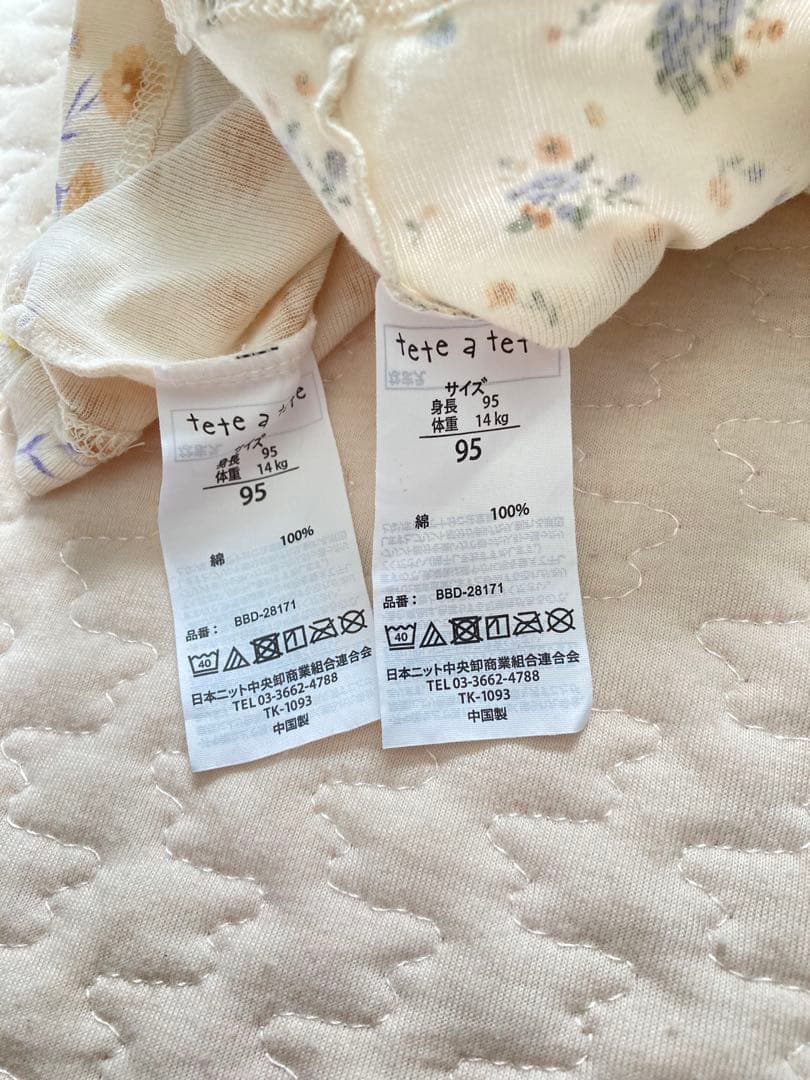 tete a
サイズ
身長 95
体重 14kg
95
綿 100%
品番： BBD-28171
40
日本ニット中央卸商業組合連合会
TEL 03-3662-4788
TK-1093
中国製
tete a tet
サイズ
身長 95
体重 14kg
95
綿 100%
品番： BBD-28171
40
日本ニット中央卸商業組合連合会
TEL 03-3662-4788
TK-1093
中国製